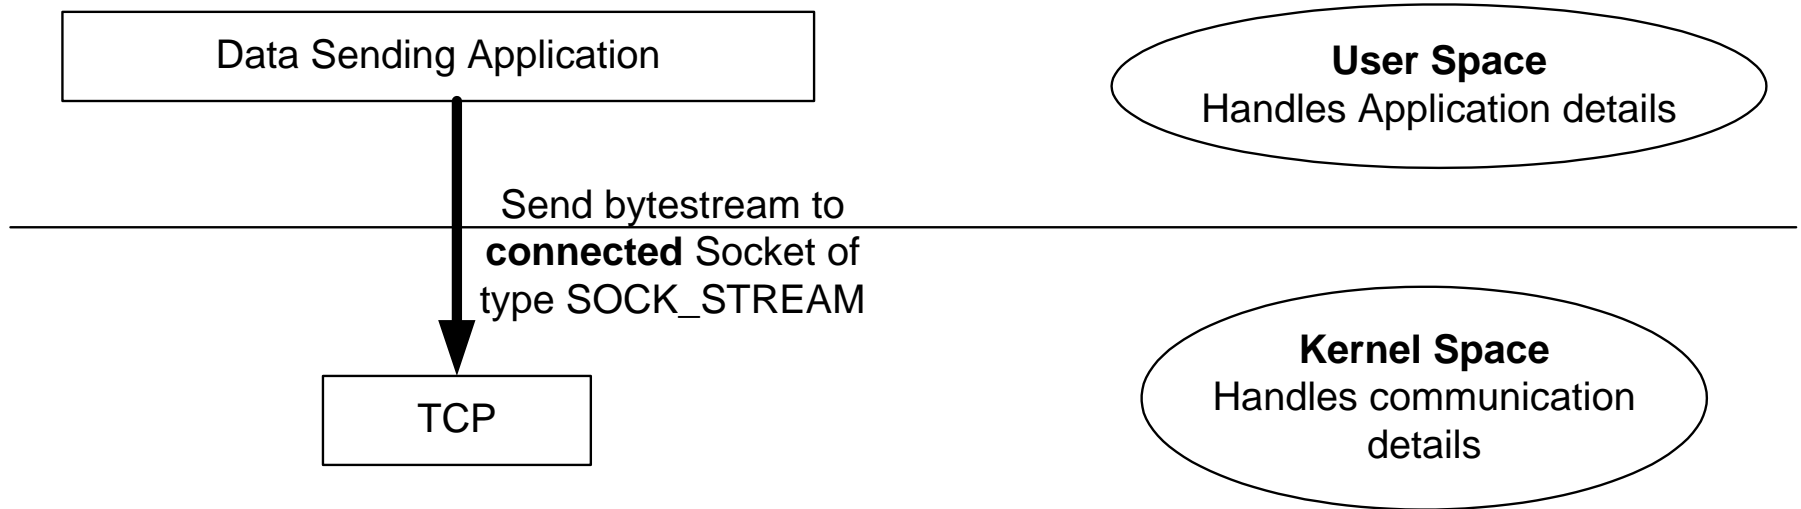 Data Sending Application
User Space
Handles Application details
Send bytestream to
connected Socket of
type SOCK_STREAM
Kernel Space
Handles communication
details
TCP